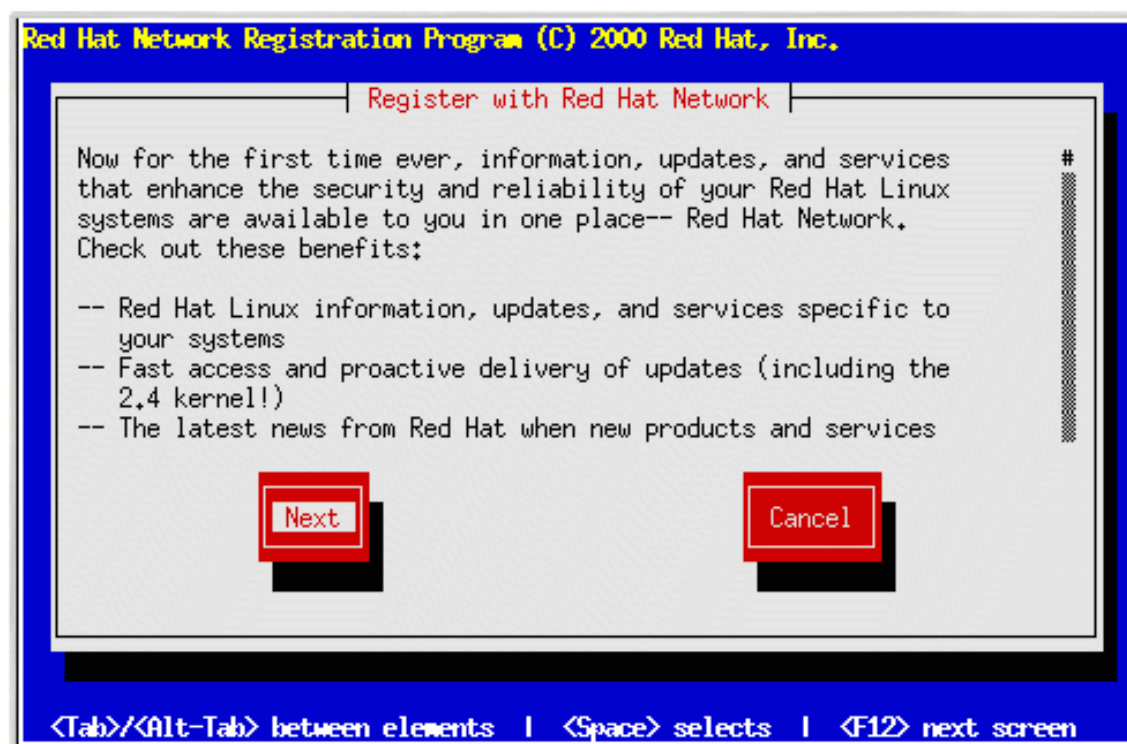 Red Hat Network Registration Program (C) 2000 Red Hat, Inc.
Register with Red Hat Network
Now for the first time ever, information, updates, and services #
that enhance the security and reliability of your Red Hat Linux
systems are available to you in one place-- Red Hat Network.
Check out these benefits:
-- Red Hat Linux information, updates, and services specific to
your systems
-- Fast access and proactive delivery of updates (including the
2.4 kernel!)
-- The latest news from Red Hat when new products and services
Next Cancel
<Tab>/<Alt-Tab> between elements | <Space> selects | <F12> next screen